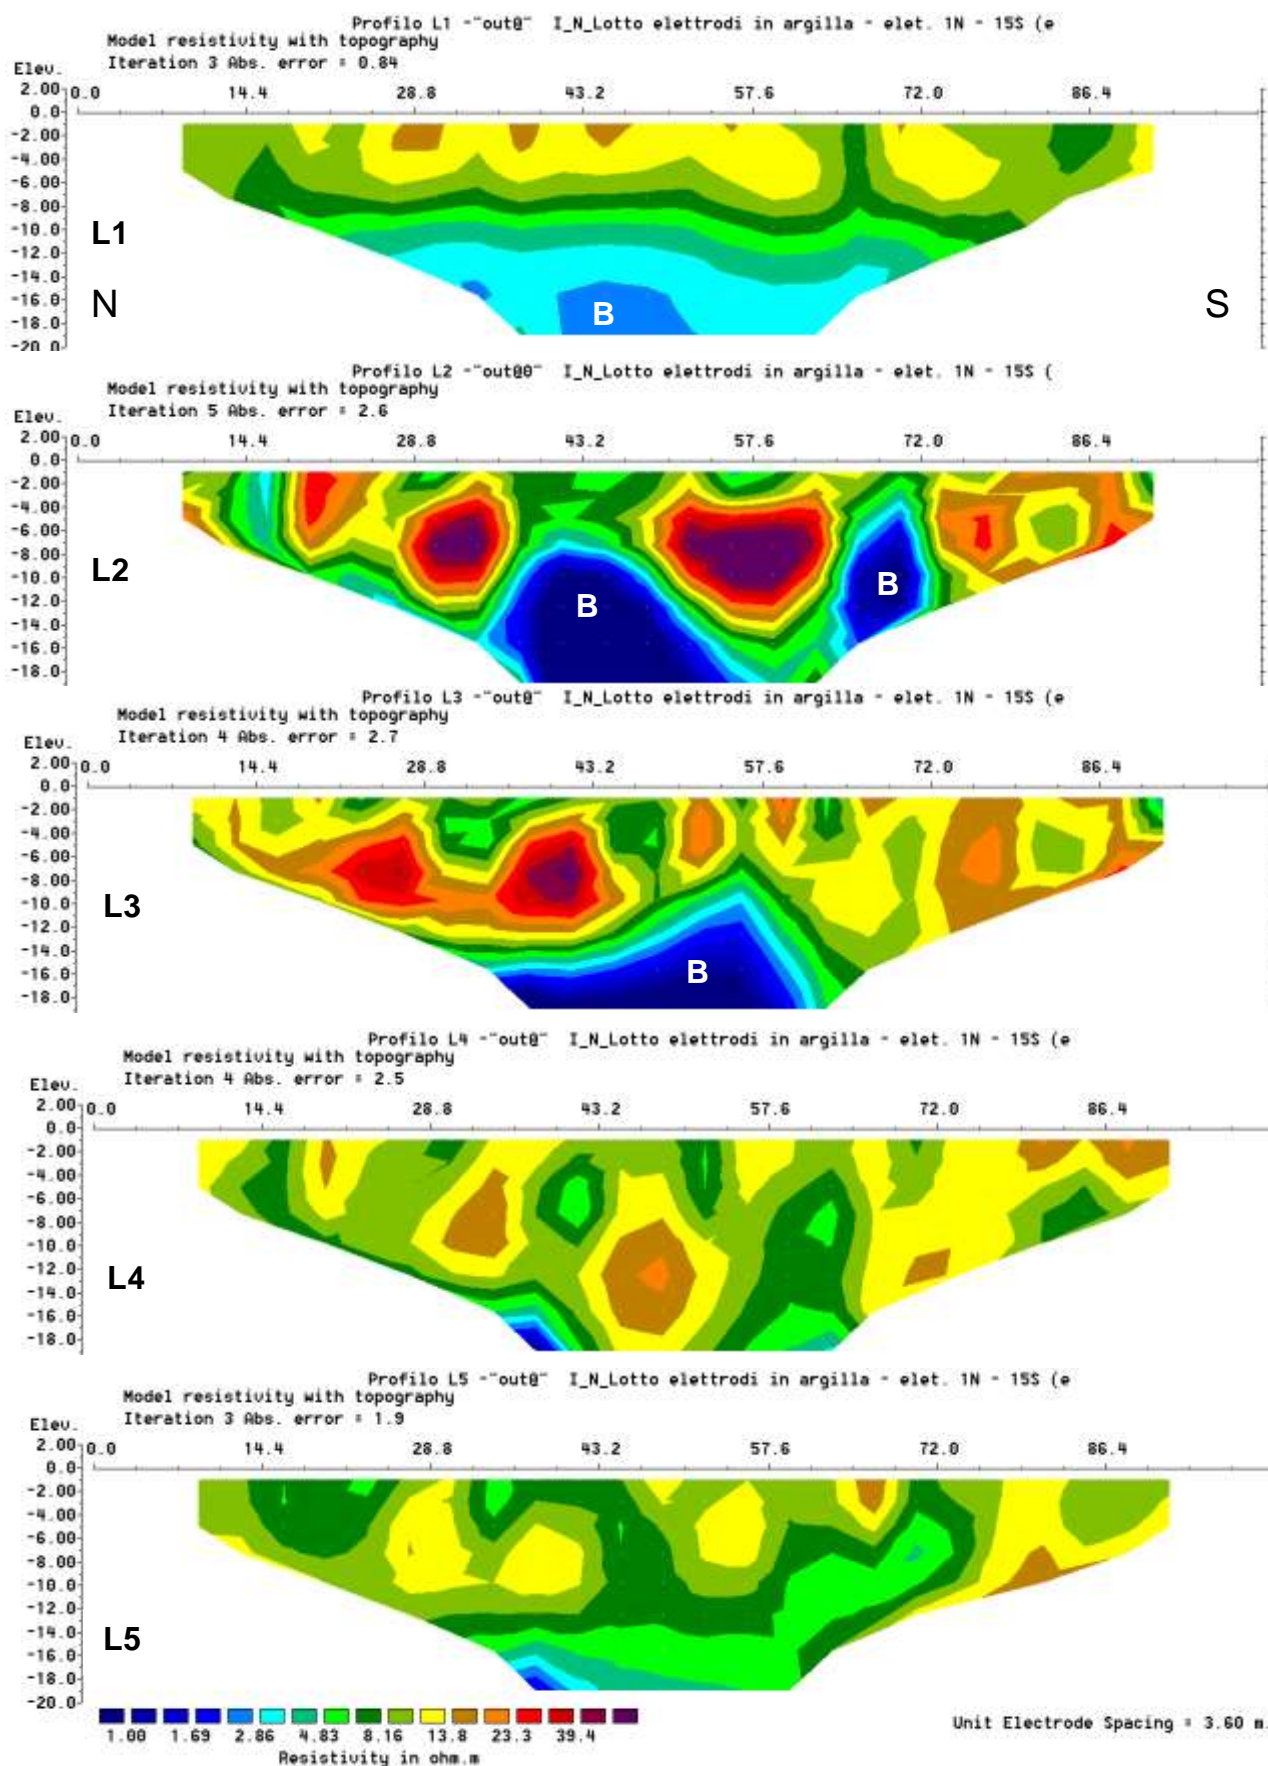 Profilo L1 -"out@" I_N_Lotto elettrodi in argilla - elet. 1N - 15S (e
Model resistivity with topography
Iteration 3 Abs. error = 0.84
Elev.
0.0 14.4 28.8 43.2 57.6 72.0 86.4
2.00
0.0
-2.00
-4.00
-6.00
-8.00
-10.0
-12.0
-14.0
-16.0
-18.0
-20.0
L1
N
B
S
Profilo L2 -"out@0" I_N_Lotto elettrodi in argilla - elet. 1N - 15S (
Model resistivity with topography
Iteration 5 Abs. error = 2.6
Elev.
0.0 14.4 28.8 43.2 57.6 72.0 86.4
2.00
0.0
-2.00
-4.00
-6.00
-8.00
-10.0
-12.0
-14.0
-16.0
-18.0
L2
B
B
Profilo L3 -"out@" I_N_Lotto elettrodi in argilla - elet. 1N - 15S (e
Model resistivity with topography
Iteration 4 Abs. error = 2.7
Elev.
0.0 14.4 28.8 43.2 57.6 72.0 86.4
2.00
0.0
-2.00
-4.00
-6.00
-8.00
-10.0
-12.0
-14.0
-16.0
-18.0
L3
B
Profilo L4 -"out@" I_N_Lotto elettrodi in argilla - elet. 1N - 15S (e
Model resistivity with topography
Iteration 4 Abs. error = 2.5
Elev.
0.0 14.4 28.8 43.2 57.6 72.0 86.4
2.00
0.0
-2.00
-4.00
-6.00
-8.00
-10.0
-12.0
-14.0
-16.0
-18.0
L4
Profilo L5 -"out@" I_N_Lotto elettrodi in argilla - elet. 1N - 15S (e
Model resistivity with topography
Iteration 3 Abs. error = 1.9
Elev.
0.0 14.4 28.8 43.2 57.6 72.0 86.4
2.00
0.0
-2.00
-4.00
-6.00
-8.00
-10.0
-12.0
-14.0
-16.0
-18.0
-20.0
L5
1.00 1.69 2.86 4.83 8.16 13.8 23.3 39.4
Resistivity in ohm.m
Unit Electrode Spacing = 3.60 m.